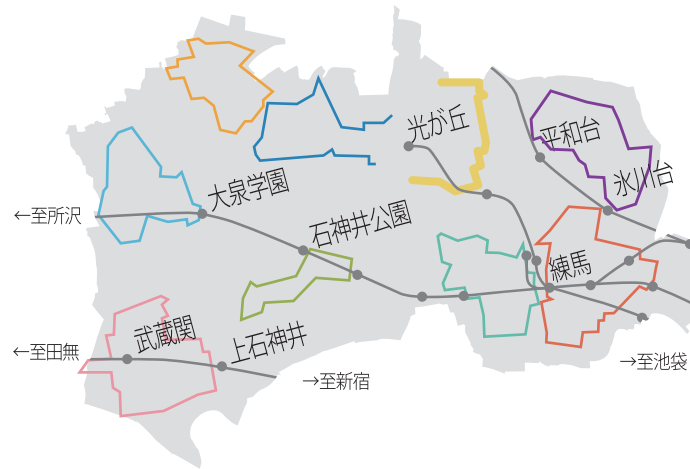 光が丘
平和台
氷川台
大泉学園
←至所沢
石神井公園
練馬
武蔵関
上石神井
←至田無
→至池袋
→至新宿